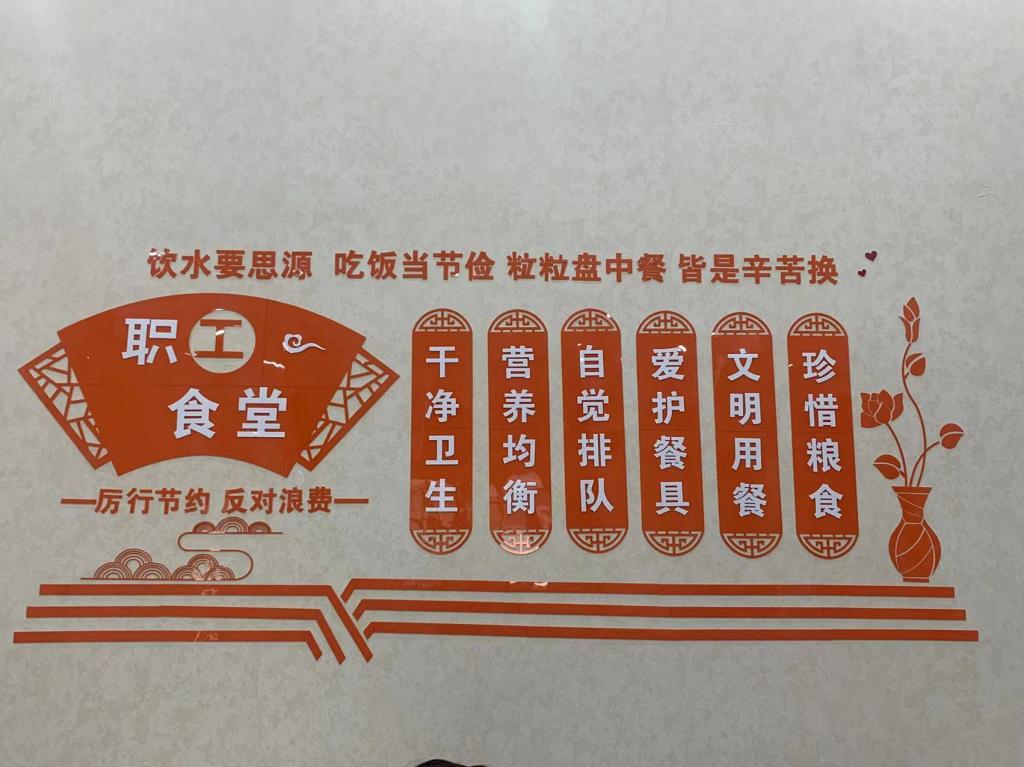 饮水要思源 吃饭当节俭 粒粒盘中餐 皆是辛苦换
职工
食堂
厉行节约 反对浪费
干净卫生
营养均衡
自觉排队
爱护餐具
文明用餐
珍惜粮食